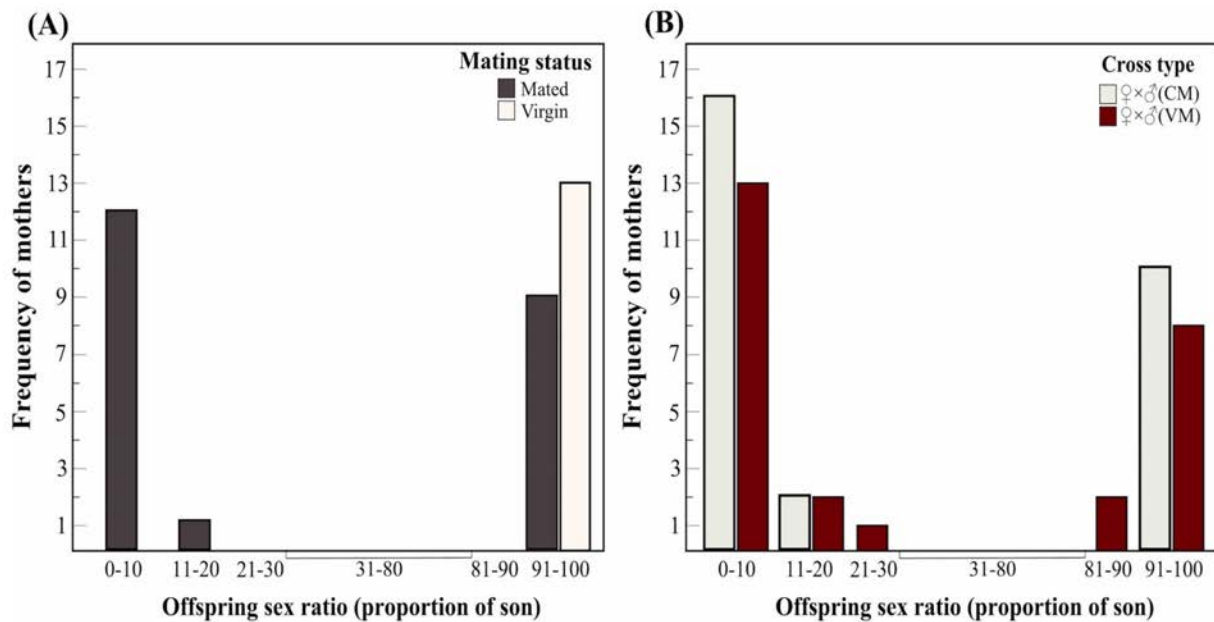 (A)
Mating status
Mated
Virgin
17
15
13
11
9
7
5
3
1
Frequency of mothers
0-10 11-20 21-30 31-80 81-90 91-100
Offspring sex ratio (proportion of son)
(B)
Cross type
♀×♂(CM)
♀×♂(VM)
17
15
13
11
9
7
5
3
1
Frequency of mothers
0-10 11-20 21-30 31-80 81-90 91-100
Offspring sex ratio (proportion of son)